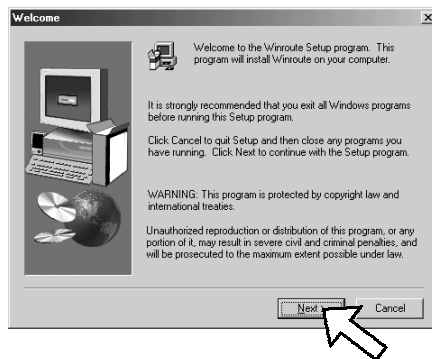 Welcome
Welcome to the Winroute Setup program. This
program will install Winroute on your computer.
It is strongly recommended that you exit all Windows programs
before running this Setup program.
Click Cancel to quit Setup and then close any programs you
have running. Click Next to continue with the Setup program.
WARNING: This program is protected by copyright law and
international treaties.
Unauthorized reproduction or distribution of this program, or any
portion of it, may result in severe civil and criminal penalties, and
will be prosecuted to the maximum extent possible under law.
Next >
Cancel